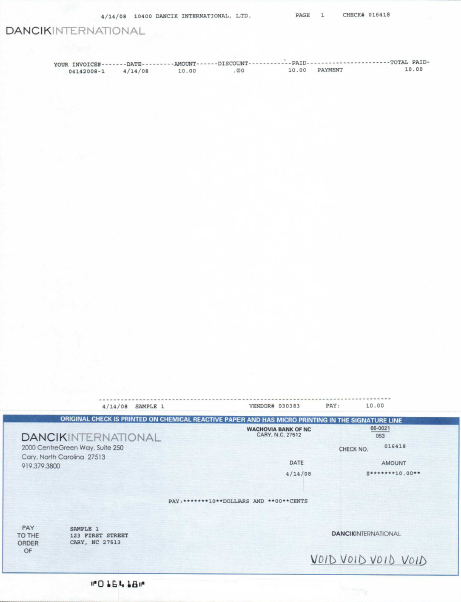 4/14/08 10400 DANCIK INTERNATIONAL, LTD. PAGE 1 CHECK# 016418
DANCIKINTERNATIONAL
YOUR INVOICE#-------DATE--------AMOUNT------DISCOUNT------------PAID-----------------------TOTAL PAID-
04142008-1 4/14/08 10.00 .00 10.00 PAYMENT 10.00
4/14/08 SAMPLE 1 VENDOR# 030383 PAY: 10.00
ORIGINAL CHECK IS PRINTED ON CHEMICAL REACTIVE PAPER AND HAS MICRO PRINTING IN THE SIGNATURE LINE
DANCIKINTERNATIONAL
2000 CentreGreen Way, Suite 250
Cary, North Carolina 27513
919.379.3800
WACHOVIA BANK OF NC
CARY, N.C. 27512
66-0021
053
CHECK NO. 016418
DATE AMOUNT
4/14/08 $*******10.00**
PAY:*******10**DOLLARS AND **00**CENTS
PAY
TO THE
ORDER
OF
SAMPLE 1
123 FIRST STREET
CARY, NC 27513
DANCIKINTERNATIONAL
VOID VOID VOID VOID
⑈016418⑈